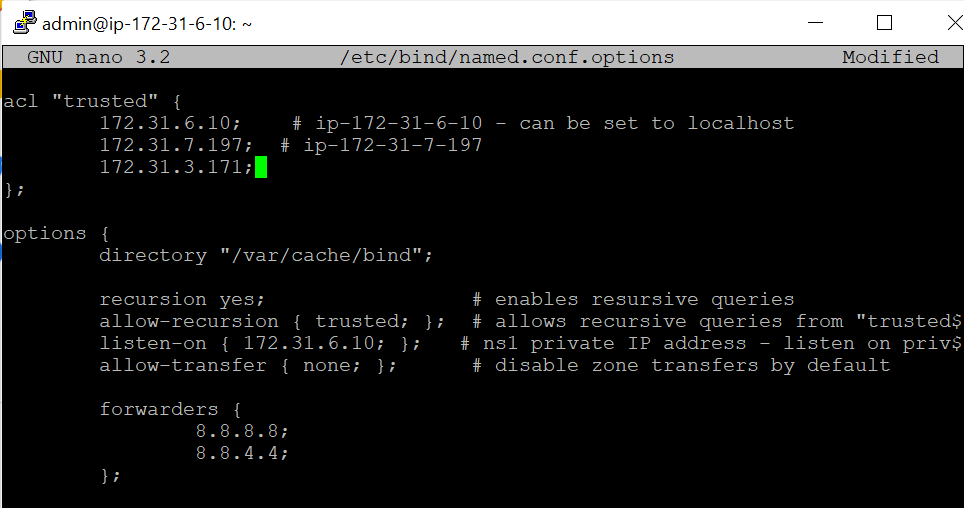 admin@ip-172-31-6-10: ~
GNU nano 3.2 /etc/bind/named.conf.options Modified
acl "trusted" {
172.31.6.10; # ip-172-31-6-10 - can be set to localhost
172.31.7.197; # ip-172-31-7-197
172.31.3.171;
};
options {
directory "/var/cache/bind";
recursion yes; # enables resursive queries
allow-recursion { trusted; }; # allows recursive queries from "trusted$
listen-on { 172.31.6.10; }; # ns1 private IP address - listen on priv$
allow-transfer { none; }; # disable zone transfers by default
forwarders {
8.8.8.8;
8.8.4.4;
};